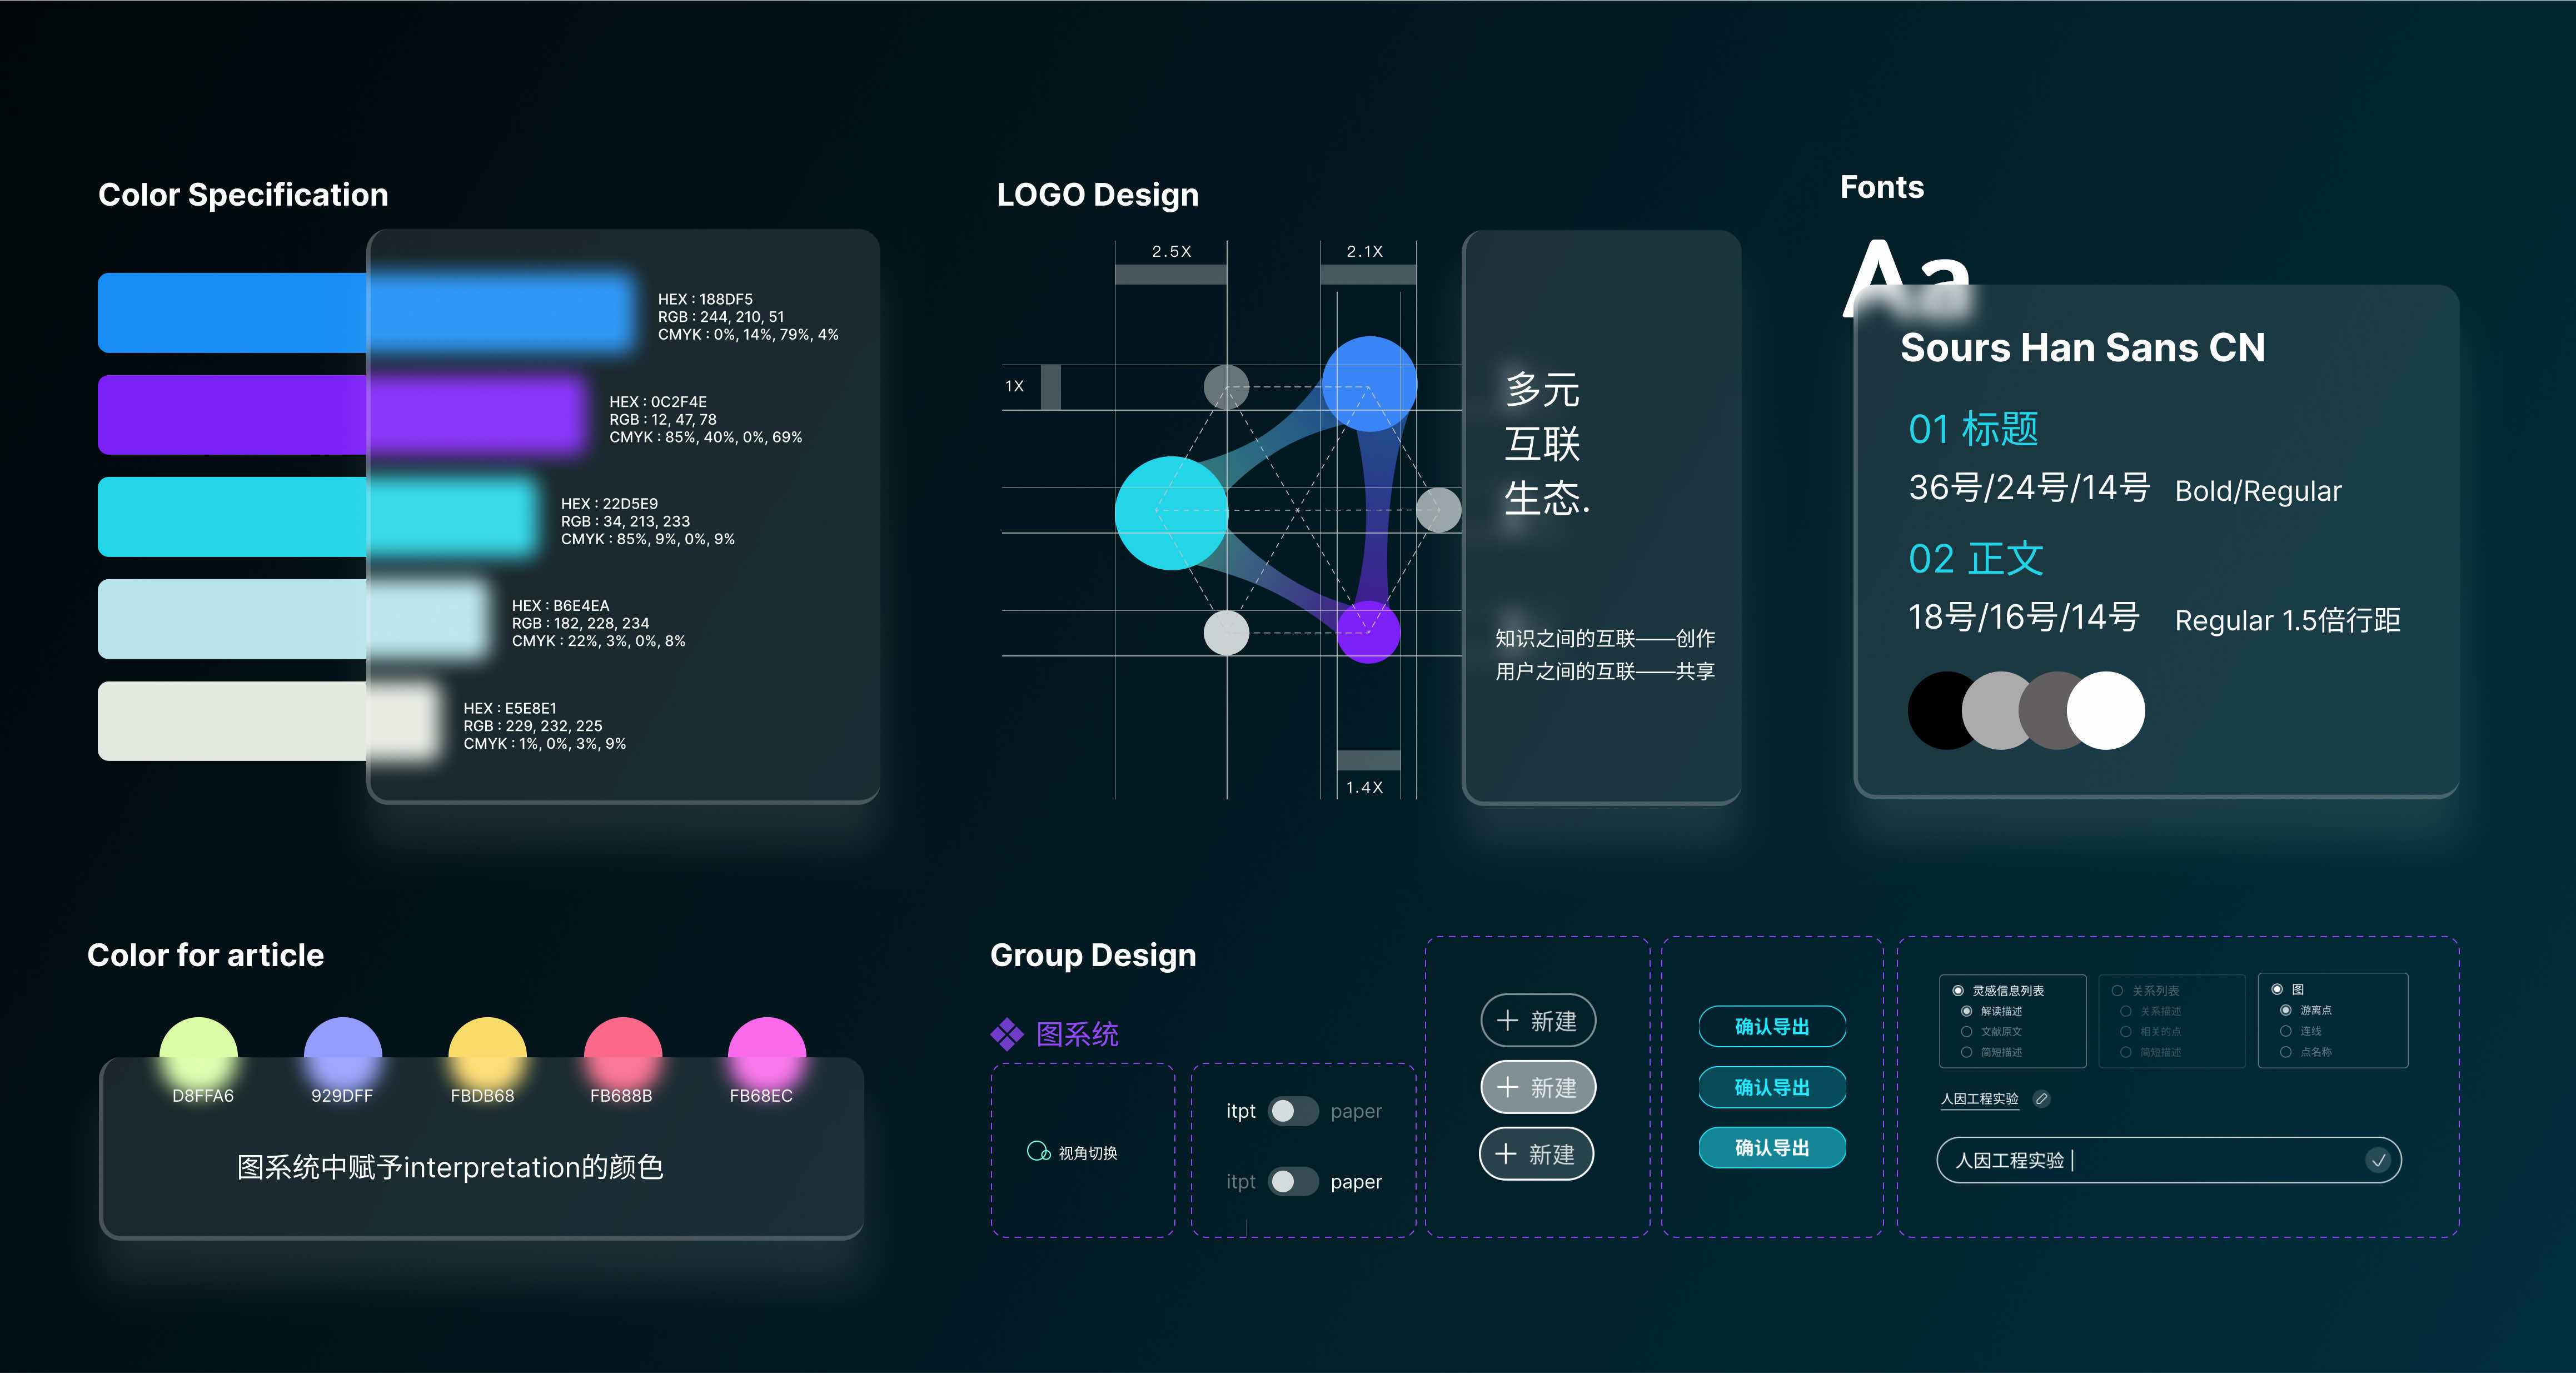 Color Specification
HEX : 188DF5
RGB : 244, 210, 51
CMYK : 0%, 14%, 79%, 4%
HEX : 0C2F4E
RGB : 12, 47, 78
CMYK : 85%, 40%, 0%, 69%
HEX : 22D5E9
RGB : 34, 213, 233
CMYK : 85%, 9%, 0%, 9%
HEX : B6E4EA
RGB : 182, 228, 234
CMYK : 22%, 3%, 0%, 8%
HEX : E5E8E1
RGB : 229, 232, 225
CMYK : 1%, 0%, 3%, 9%
LOGO Design
2.5X
2.1X
1X
1.4X
多元
互联
生态.
知识之间的互联——创作
用户之间的互联——共享
Fonts
Aa
Sours Han Sans CN
01 标题
36号/24号/14号 Bold/Regular
02 正文
18号/16号/14号 Regular 1.5倍行距
Color for article
D8FFA6
929DFF
FBDB68
FB688B
FB68EC
图系统中赋予interpretation的颜色
Group Design
图系统
视角切换
itpt paper
itpt paper
+ 新建
+ 新建
+ 新建
确认导出
确认导出
确认导出
灵感信息列表
解读描述
文献原文
简短描述
关系列表
关系描述
相关的点
简短描述
图
游离点
连线
点名称
人因工程实验
人因工程实验